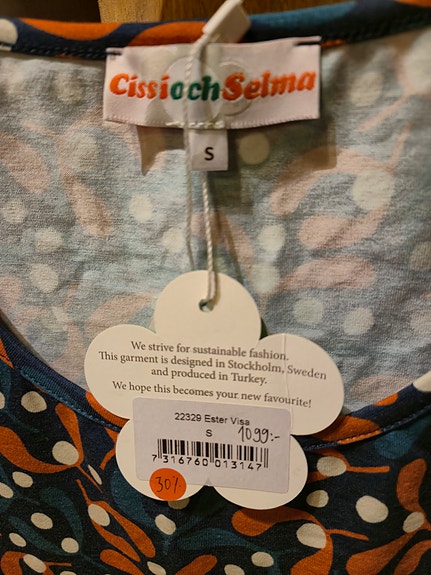 CissiochSelma
S
We strive for sustainable fashion.
This garment is designed in Stockholm, Sweden
and produced in Turkey.
We hope this becomes your new favourite!
22329 Ester Visa
S 1099:-
7 316760 013147
30%